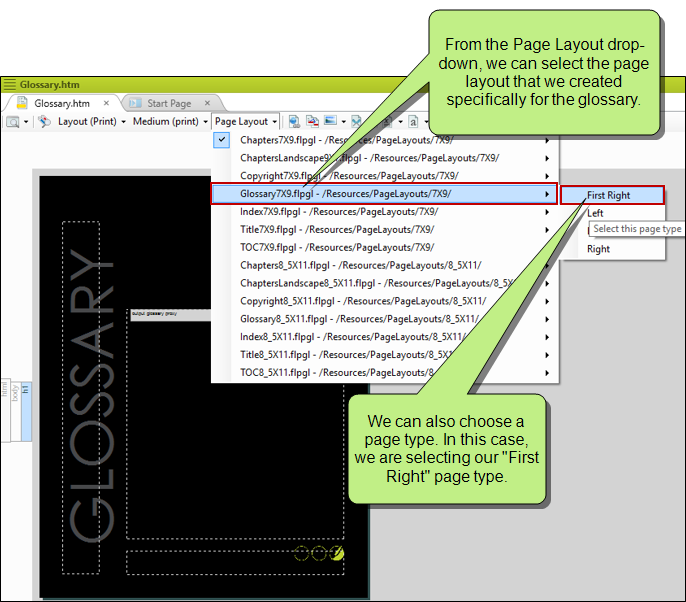 From the Page Layout drop-
down, we can select the page
layout that we created
specifically for the glossary.
Glossary.htm
Glossary.htm
Start Page
Layout (Print)
Medium (print)
Page Layout
Chapters7X9.flpgl - /Resources/PageLayouts/7X9/
ChaptersLandscape9X7.flpgl - /Resources/PageLayouts/7X9/
Copyright7X9.flpgl - /Resources/PageLayouts/7X9/
Glossary7X9.flpgl - /Resources/PageLayouts/7X9/
Index7X9.flpgl - /Resources/PageLayouts/7X9/
Title7X9.flpgl - /Resources/PageLayouts/7X9/
TOC7X9.flpgl - /Resources/PageLayouts/7X9/
Chapters8_5X11.flpgl - /Resources/PageLayouts/8_5X11/
ChaptersLandscape8_5X11.flpgl - /Resources/PageLayouts/8_5X
Copyright8_5X11.flpgl - /Resources/PageLayouts/8_5X11/
Glossary8_5X11.flpgl - /Resources/PageLayouts/8_5X11/
Index8_5X11.flpgl - /Resources/PageLayouts/8_5X11/
Title8_5X11.flpgl - /Resources/PageLayouts/8_5X
TOC8_5X11.flpgl - /Resources/PageLayouts/8_5X
First Right
Left
Select this page type
Right
GLOSSARY
output glossary proxy
html
body
h1
We can also choose a
page type. In this case,
we are selecting our "First
Right" page type.